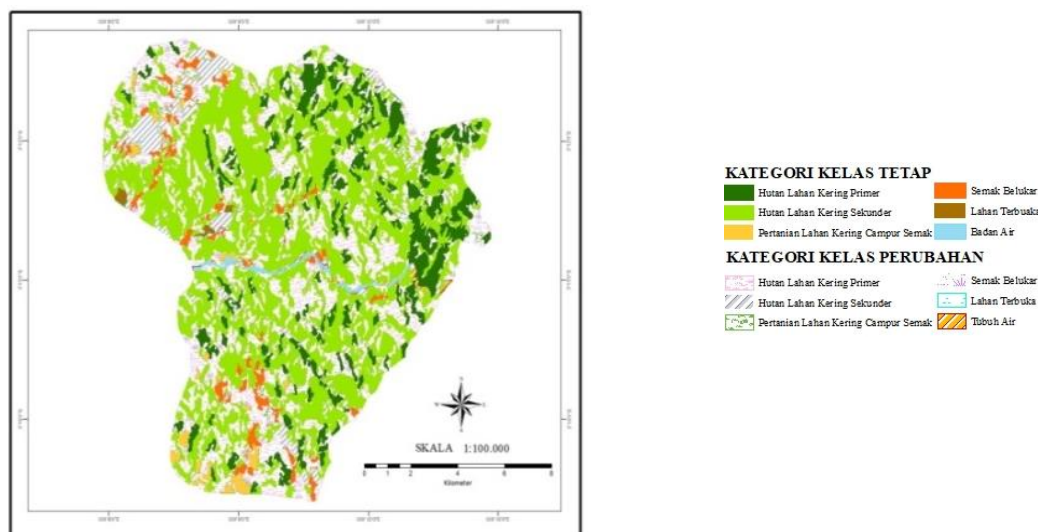 N
W
E
S
SKALA 1:100.000
0 1 2 4 6 8
Kilometer
KATEGORI KELAS TETAP
Hutan Lahan Kering Primer
Hutan Lahan Kering Sekunder
Pertanian Lahan Kering Campur Semak
Semak Belukar
Lahan Terbuaka
Badan Air
KATEGORI KELAS PERUBAHAN
Hutan Lahan Kering Primer
Hutan Lahan Kering Sekunder
Pertanian Lahan Kering Campur Semak
Semak Belukar
Lahan Terbuka
Tubuh Air